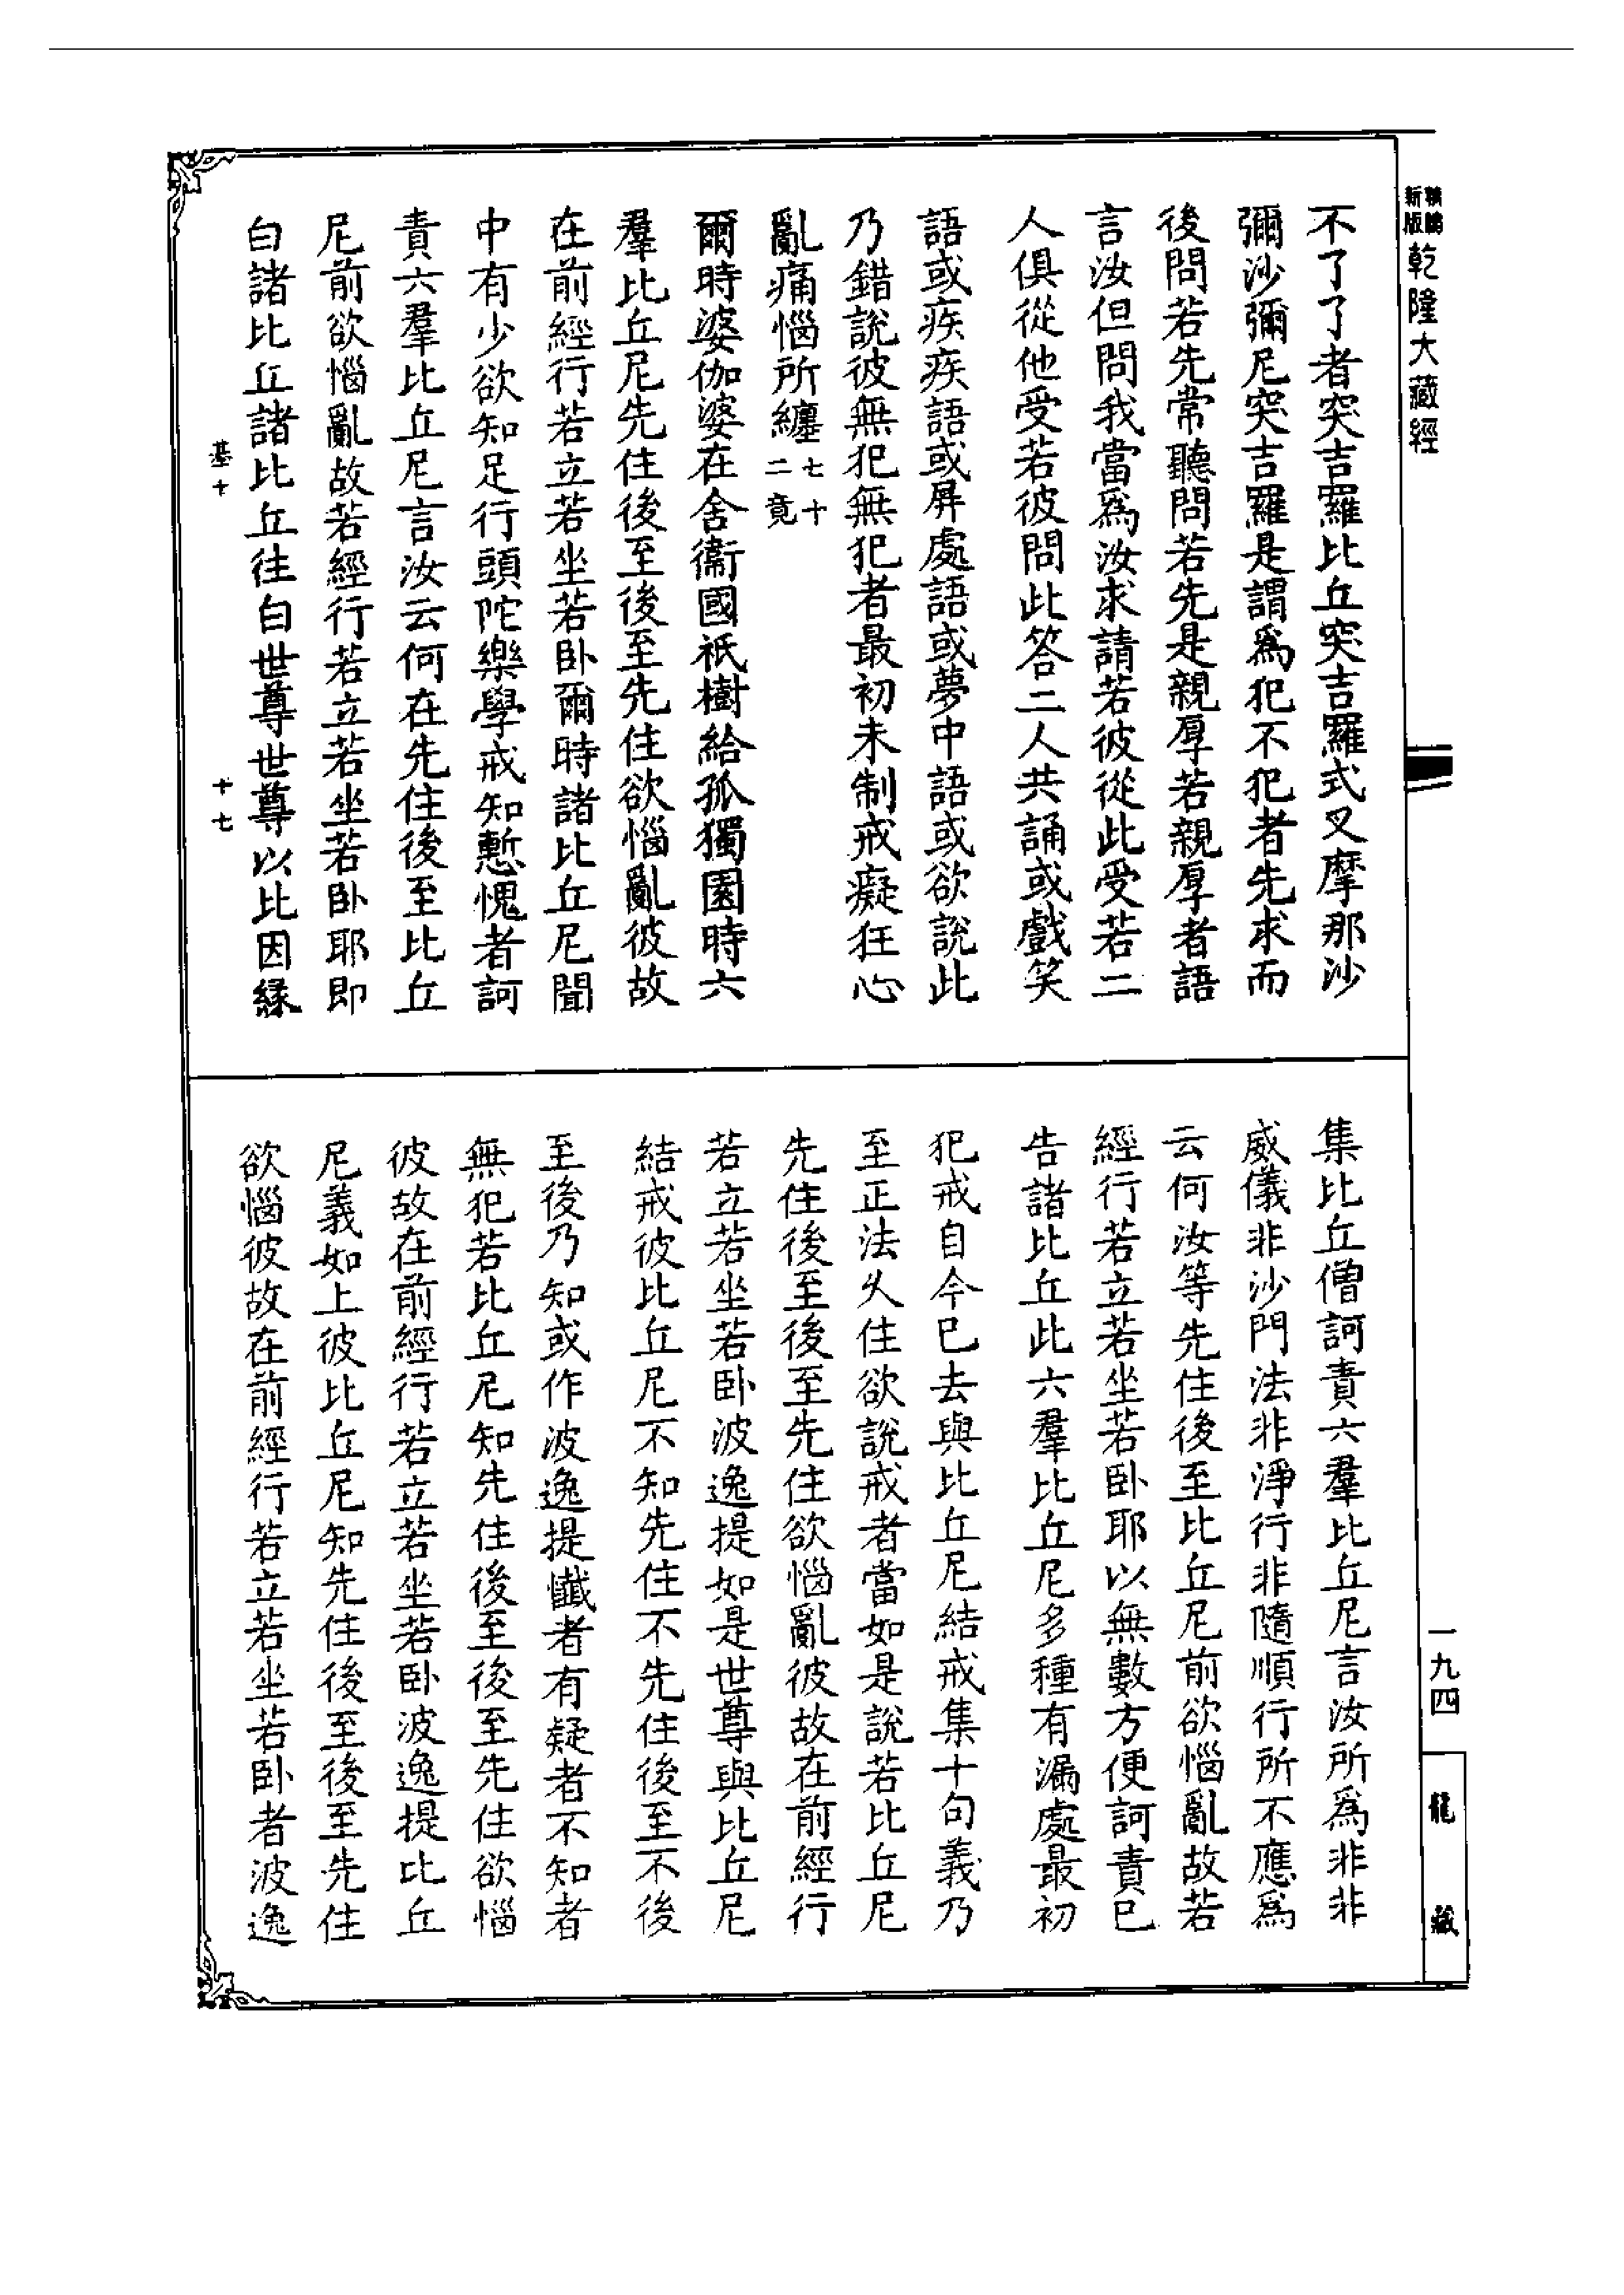 新版
乾隆大藏經
不了了者突吉羅比丘突吉羅式叉摩那沙
彌沙彌尼突吉羅是謂爲犯不犯者先求而
後問若先常聽問若先是親厚若親厚者語
言汝但問我當爲汝求請若彼從此受若二
人俱從他受若彼問此答二人共誦或戲笑
語或疾疾語或屏處語或夢中語或欲說此
乃錯說彼無犯無犯者最初未制戒癡狂心
亂痛惱所纏七十二竟
爾時婆伽婆在舍衞國祇樹給孤獨園時六
羣比丘尼先住後至後至先住欲惱亂彼故
在前經行若立若坐若卧爾時諸比丘尼聞
中有少欲知足行頭陀樂學戒知慙愧者訶
責六羣比丘尼言汝云何在先住後至比丘
尼前欲惱亂故若經行若立若坐若卧耶即
白諸比丘諸比丘往白世尊世尊以比因緣
基十
十七
集比丘僧訶責六羣比丘尼言汝所爲非非
威儀非沙門法非淨行非隨順行所不應爲
云何汝等先住後至比丘尼前欲惱亂故若
經行若立若坐若卧耶以無數方便訶責已
告諸比丘此六羣比丘尼多種有漏處最初
犯戒自今已去與比丘尼結戒集十句義乃
至正法久住欲說戒者當如是說若比丘尼
先住後至後至先住欲惱亂彼故在前經行
若立若坐若卧波逸提如是世尊與比丘尼
結戒彼比丘尼不知先住不先住後至不後
至後乃知或作波逸提懺者有疑者不知者
無犯若比丘尼知先住後至後至先住欲惱
彼故在前經行若立若坐若卧波逸提比丘
尼義如上彼比丘尼知先住後至後至先住
欲惱彼故在前經行若立若坐若卧者波逸
一九四
龍藏